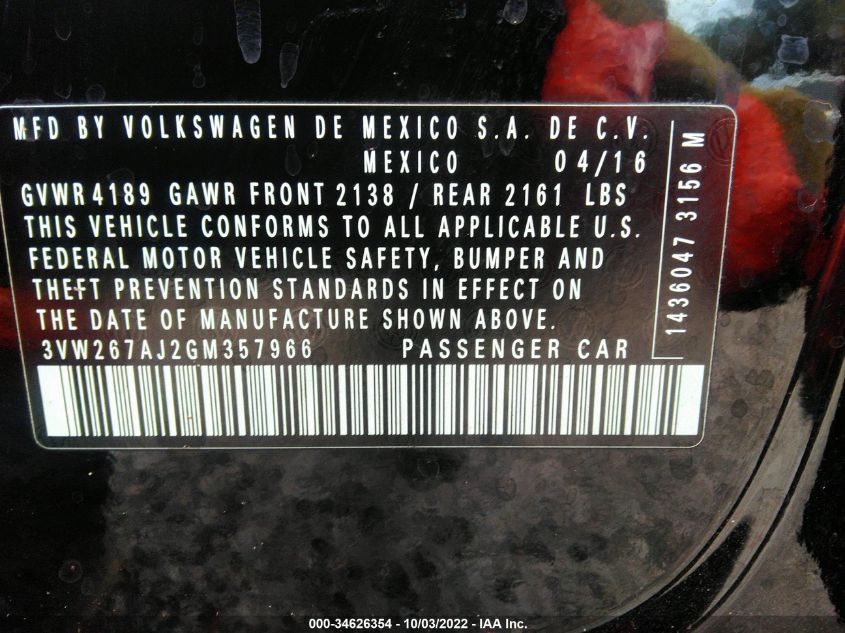 MFD BY VOLKSWAGEN DE MEXICO S.A. DE C.V.
MEXICO 04/16
GVWR 4189 GAWR FRONT 2138 / REAR 2161 LBS
THIS VEHICLE CONFORMS TO ALL APPLICABLE U.S.
FEDERAL MOTOR VEHICLE SAFETY, BUMPER AND
THEFT PREVENTION STANDARDS IN EFFECT ON
THE DATE OF MANUFACTURE SHOWN ABOVE.
3VW267AJ2GM357966 PASSENGER CAR
1436047 3156 M
000-34626354 - 10/03/2022 - IAA Inc.